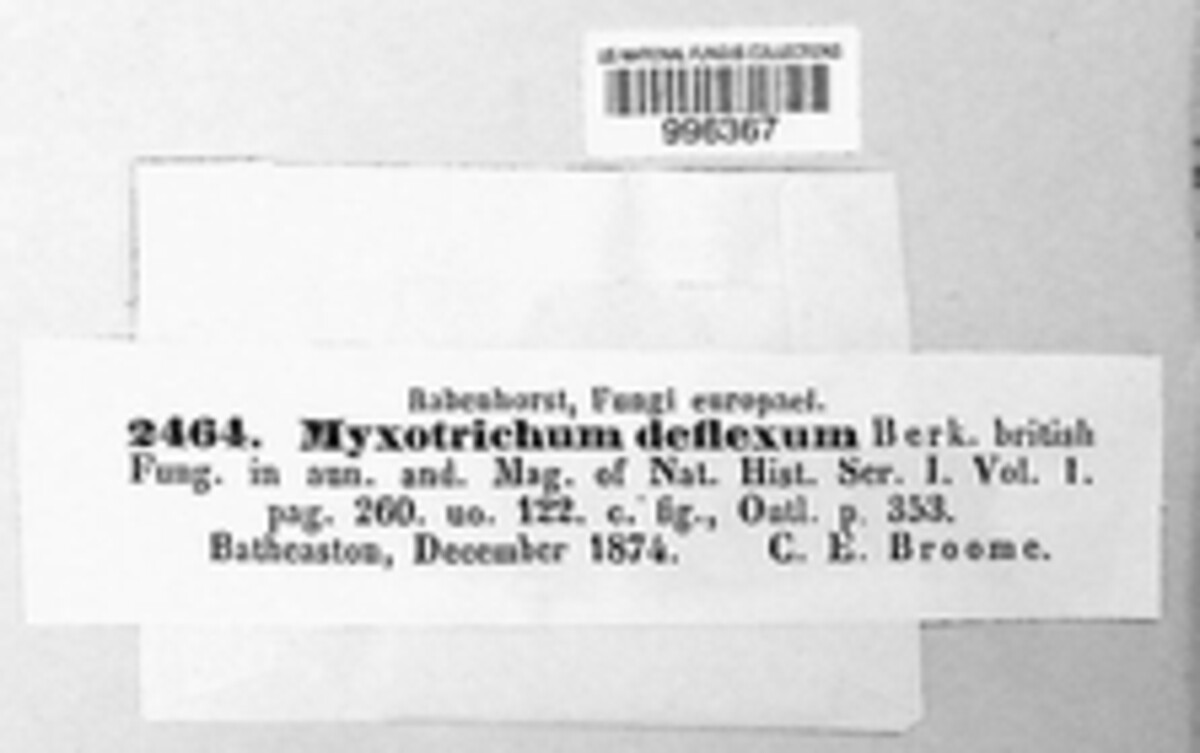 US NATIONAL FUNGUS COLLECTIONS
996367
Rabenhorst, Fungi europaei.
2464. Myxotrichum deflexum Berk. british
Fung. in ann. and. Mag. of Nat. Hist. Ser. I. Vol. 1.
pag. 260. no. 122. c. fig., Outl. p. 353.
Batheaston, December 1874. C. E. Broome.